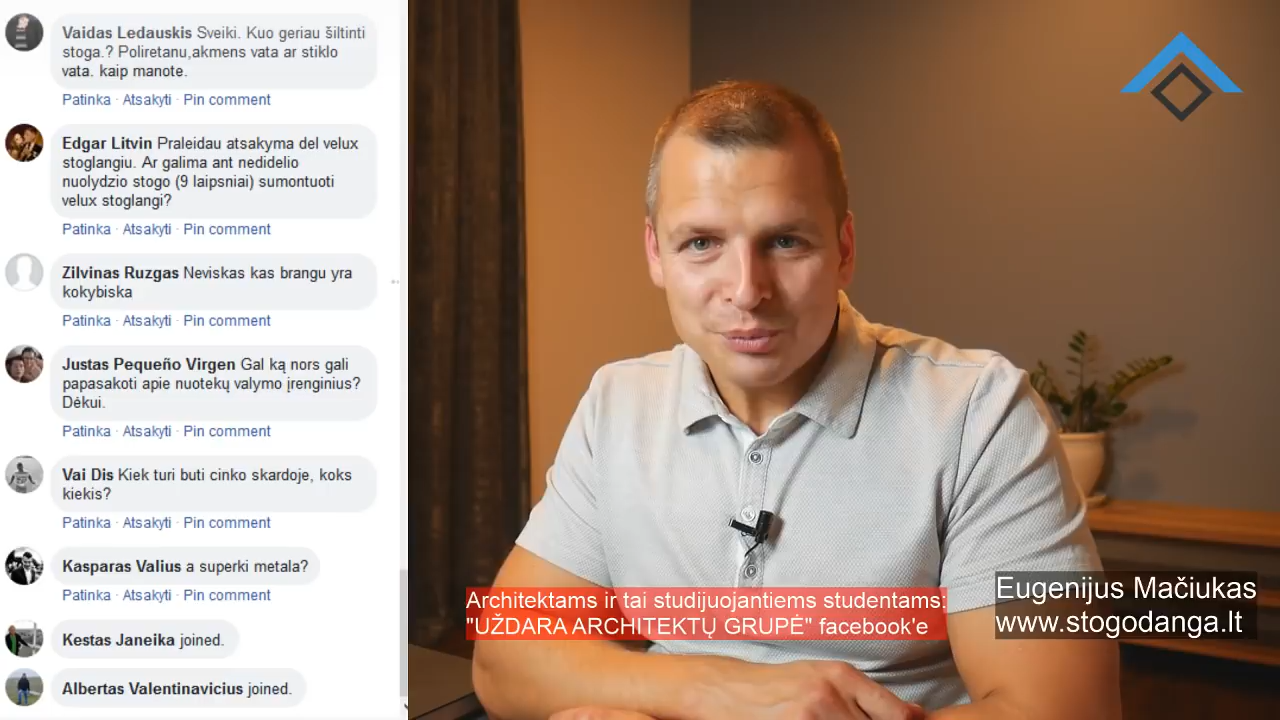 Vaidas Ledauskis Sveiki. Kuo geriau šiltinti
stoga.? Poliretanu,akmens vata ar stiklo
vata. kaip manote.
Patinka · Atsakyti · Pin comment
Edgar Litvin Praleidau atsakyma del velux
stoglangiu. Ar galima ant nedidelio
nuolydzio stogo (9 laipsniai) sumontuoti
velux stoglangi?
Patinka · Atsakyti · Pin comment
Zilvinas Ruzgas Neviskas kas brangu yra
kokybiska
Patinka · Atsakyti · Pin comment
Justas Pequeño Virgen Gal ką nors gali
papasakoti apie nuotekų valymo įrenginius?
Dėkui.
Patinka · Atsakyti · Pin comment
Vai Dis Kiek turi buti cinko skardoje, koks
kiekis?
Patinka · Atsakyti · Pin comment
Kasparas Valius a superki metala?
Patinka · Atsakyti · Pin comment
Kestas Janeika joined.
Albertas Valentinavicius joined.
Architektams ir tai studijuojantiems studentams:
"UŽDARA ARCHITEKTŲ GRUPĖ" facebook'e
Eugenijus Mačiukas
www.stogodanga.lt